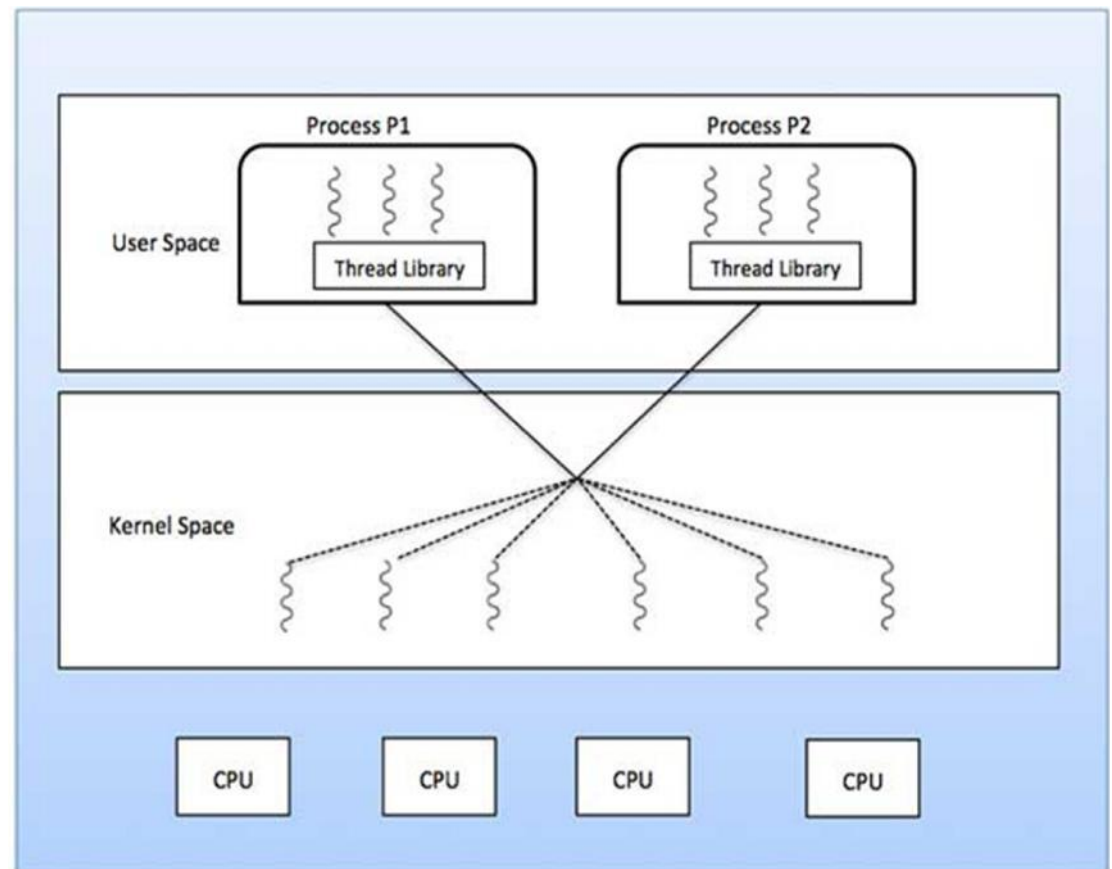 Process P1
Process P2
User Space
Thread Library
Thread Library
Kernel Space
CPU
CPU
CPU
CPU